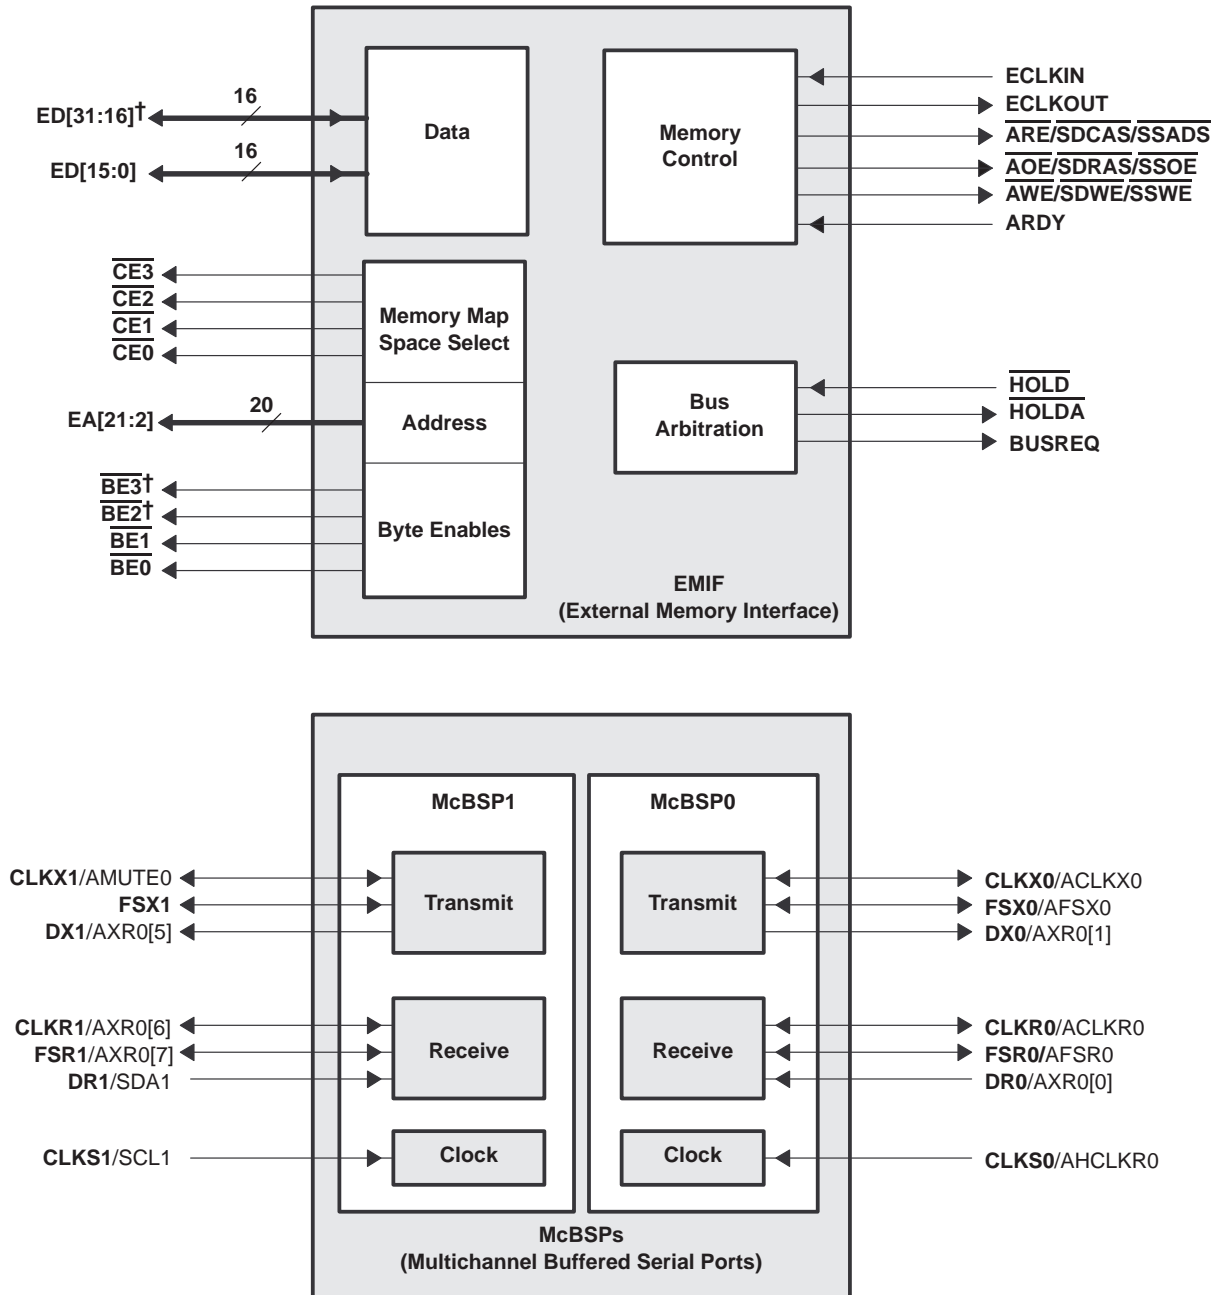 ED[31:16]†
16
ED[15:0]
16
Data
Memory
Control
ECLKIN
ECLKOUT
ARE/SDCAS/SSADS
AOE/SDRAS/SSOE
AWE/SDWE/SSWE
ARDY
CE3
CE2
CE1
CE0
Memory Map
Space Select
EA[21:2]
20
Address
BE3†
BE2†
BE1
BE0
Byte Enables
Bus
Arbitration
HOLD
HOLDA
BUSREQ
EMIF
(External Memory Interface)
McBSP1
McBSP0
CLKX1/AMUTE0
FSX1
DX1/AXR0[5]
Transmit
Transmit
CLKX0/ACLKX0
FSX0/AFSX0
DX0/AXR0[1]
CLKR1/AXR0[6]
FSR1/AXR0[7]
DR1/SDA1
Receive
Receive
CLKR0/ACLKR0
FSR0/AFSR0
DR0/AXR0[0]
CLKS1/SCL1
Clock
Clock
CLKS0/AHCLKR0
McBSPs
(Multichannel Buffered Serial Ports)